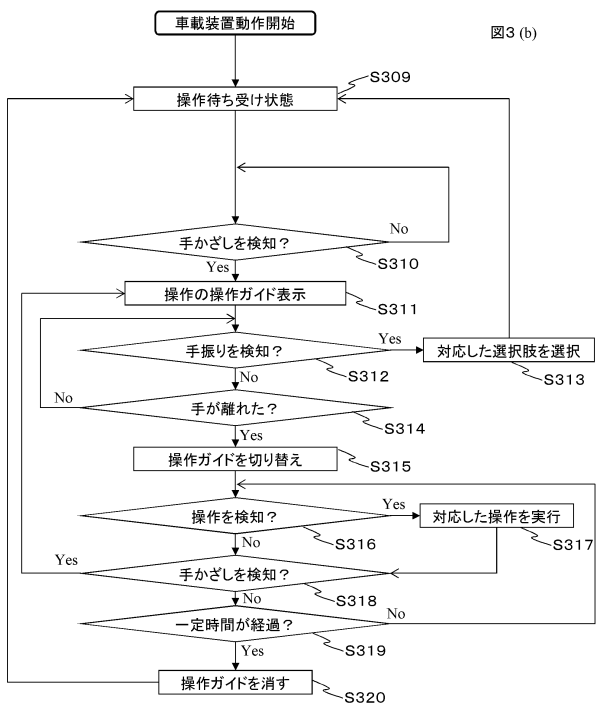 車載装置動作開始
図3 (b)
S309
操作待ち受け状態
No
手かざしを検知？
S310
Yes
操作の操作ガイド表示
S311
Yes
手振りを検知？
対応した選択肢を選択
S312
S313
No
No
手が離れた？
S314
Yes
操作ガイドを切り替え
S315
Yes
操作を検知？
対応した操作を実行
S316
S317
No
Yes
手かざしを検知？
S318
No
No
一定時間が経過？
S319
Yes
操作ガイドを消す
S320